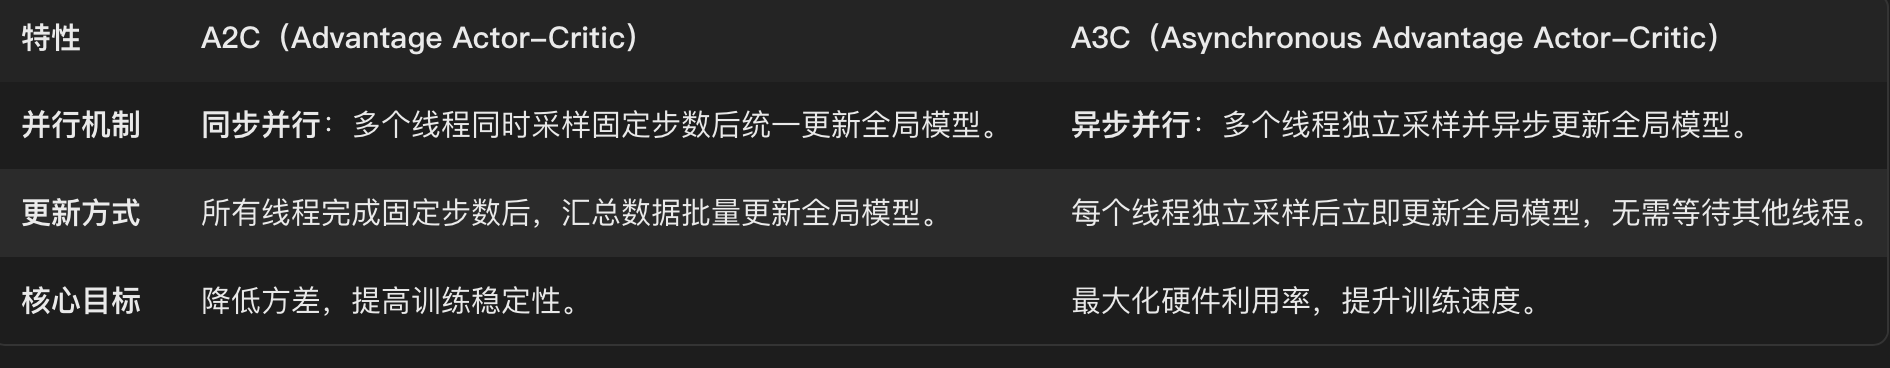 特性 A2C（Advantage Actor-Critic） A3C（Asynchronous Advantage Actor-Critic）
并行机制 同步并行：多个线程同时采样固定步数后统一更新全局模型。 异步并行：多个线程独立采样并异步更新全局模型。
更新方式 所有线程完成固定步数后，汇总数据批量更新全局模型。 每个线程独立采样后立即更新全局模型，无需等待其他线程。
核心目标 降低方差，提高训练稳定性。 最大化硬件利用率，提升训练速度。